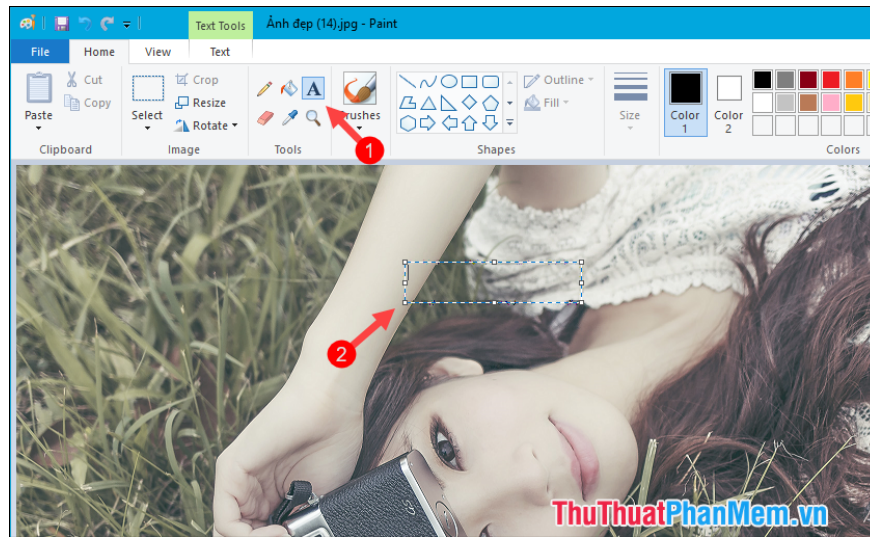 Text Tools
Ảnh đẹp (14).jpg - Paint
File Home View Text
Paste
Cut
Copy
Clipboard
Select
Crop
Resize
Rotate
Image
A
Tools
Brushes
Shapes
Outline
Fill
Size
Color 1
Color 2
Colors
1
2
ThuThuatPhanMem.vn